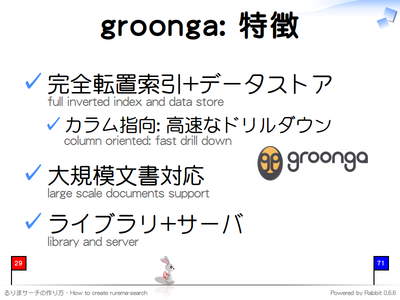 groonga: 特徴
完全転置索引+データストア
full inverted index and data store
カラム指向: 高速なドリルダウン
column oriented: fast drill down
groonga
大規模文書対応
large scale documents support
ライブラリ+サーバ
library and server
29
71
るりまサーチの作り方 - How to create rurema-search
Powered by Rabbit 0.6.6